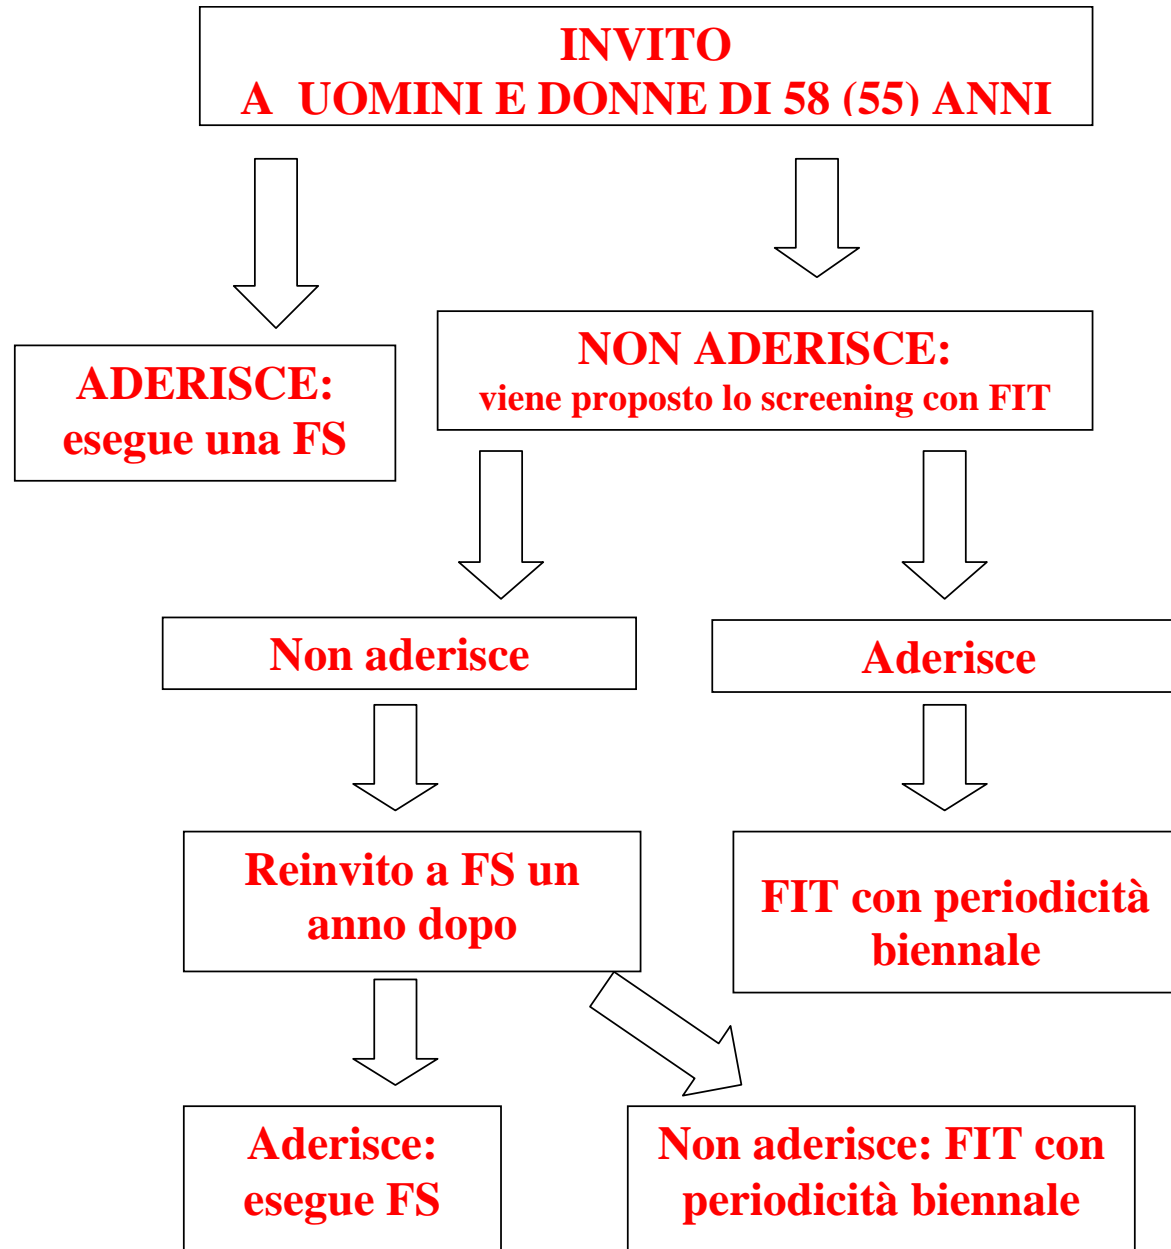 INVITO
A UOMINI E DONNE DI 58 (55) ANNI
ADERISCE:
esegue una FS
NON ADERISCE:
viene proposto lo screening con FIT
Non aderisce
Aderisce
Reinvito a FS un
anno dopo
FIT con periodicità
biennale
Aderisce:
esegue FS
Non aderisce: FIT con
periodicità biennale